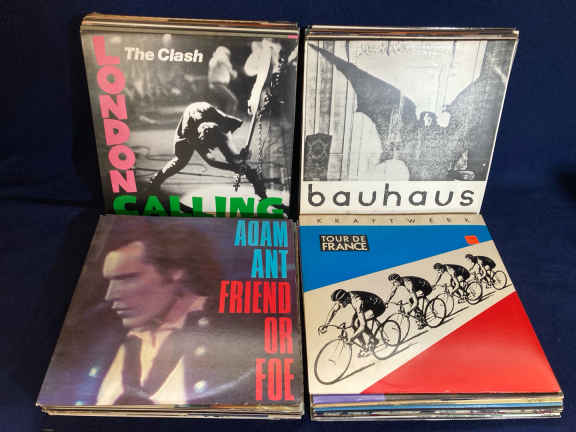 The Clash
LONDON
CALLING
bauhaus
ADAM
ANT
FRIEND
OR
FOE
KRAFTWERK
TOUR DE
FRANCE